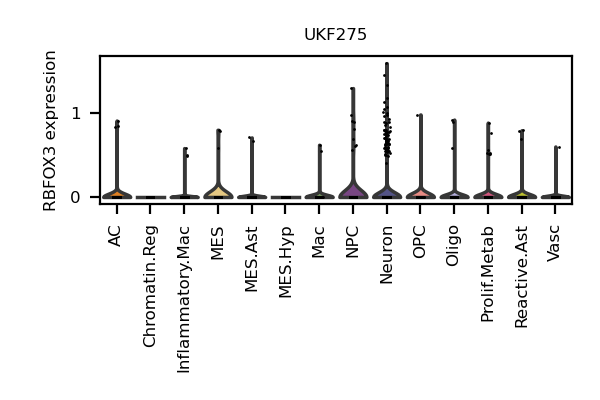 UKF275
RBFOX3 expression
1
0
AC
Chromatin.Reg
Inflammatory.Mac
MES
MES.Ast
MES.Hyp
Mac
NPC
Neuron
OPC
Oligo
Prolif.Metab
Reactive.Ast
Vasc